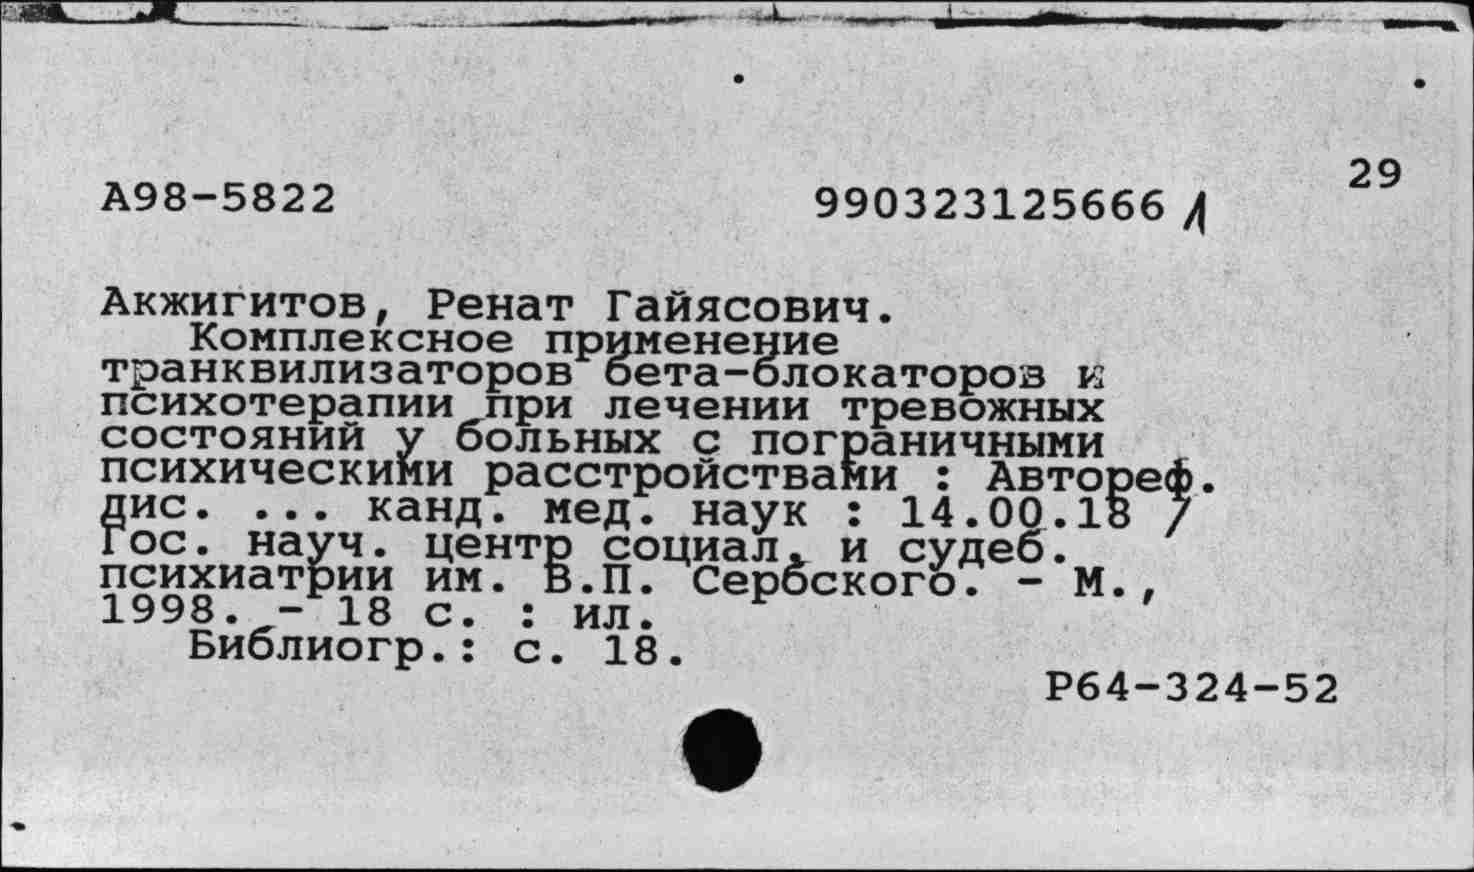 29
А98-5822 990323125666 Л
Акжигитов, Ренат Гайясович.
Комплексное применение
транквилизаторов бета-блокаторов и
психотерапии при лечении тревожных
состояний у больных с пограничными
психическими расстройствами : Автореф.
дис. ... канд. мед. наук : 14.00.18 /
Гос. науч. центр социал. и судеб.
психиатрии им. В.П. Сербского. - М.,
1998. - 18 с. : ил.
Библиогр.: с. 18.
Р64-324-52